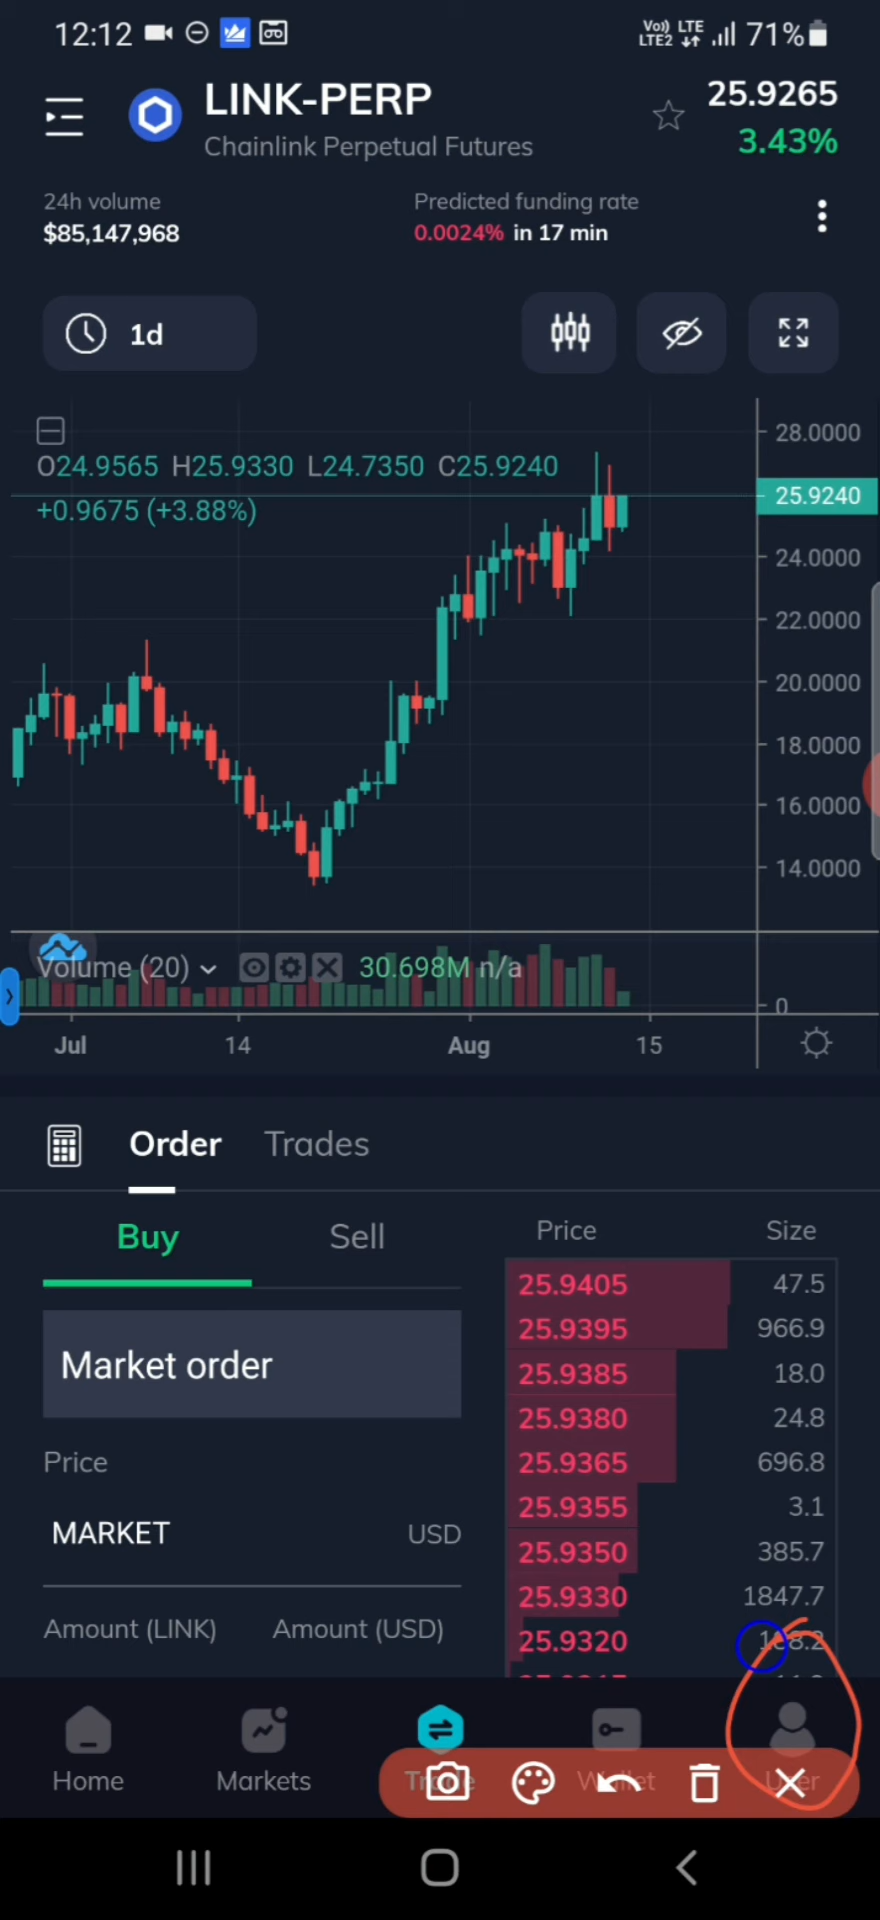 12:12 Vo)) LTE LTE2 71%
LINK-PERP 25.9265
Chainlink Perpetual Futures 3.43%
24h volume Predicted funding rate
$85,147,968 0.0024% in 17 min
1d
28.0000
O24.9565 H25.9330 L24.7350 C25.9240
25.9240
+0.9675 (+3.88%)
24.0000
22.0000
20.0000
18.0000
16.0000
14.0000
Volume (20) 30.698M n/a
0
Jul 14 Aug 15
Order Trades
Buy Sell Price Size
25.9405 47.5
25.9395 966.9
Market order
25.9385 18.0
25.9380 24.8
Price 25.9365 696.8
25.9355 3.1
MARKET USD 25.9350 385.7
25.9330 1847.7
Amount (LINK) Amount (USD) 25.9320
Home Markets Trade Wallet User